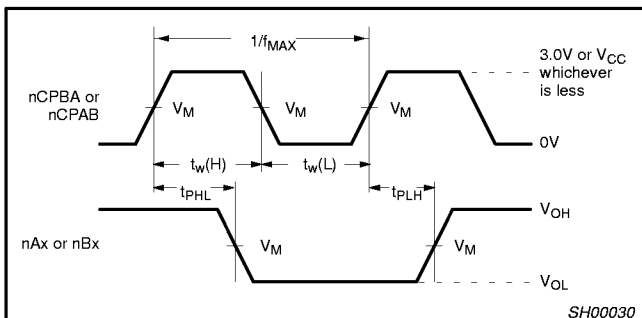 1/fMAX
3.0V or VCC
whichever
is less
nCPBA or
nCPAB
VM
VM
VM
0V
tw(H)
tw(L)
tPHL
tPLH
VOH
nAx or nBx
VM
VM
VOL
SH00030